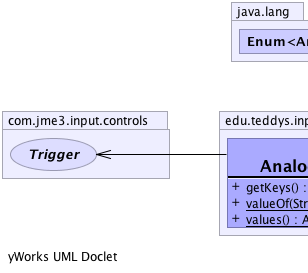 java.lang
Enum<An
com.jme3.input.controls
edu.teddys.inp
Trigger
Analo
+ getKeys() :
+ valueOf(Str
+ values() : A
yWorks UML Doclet